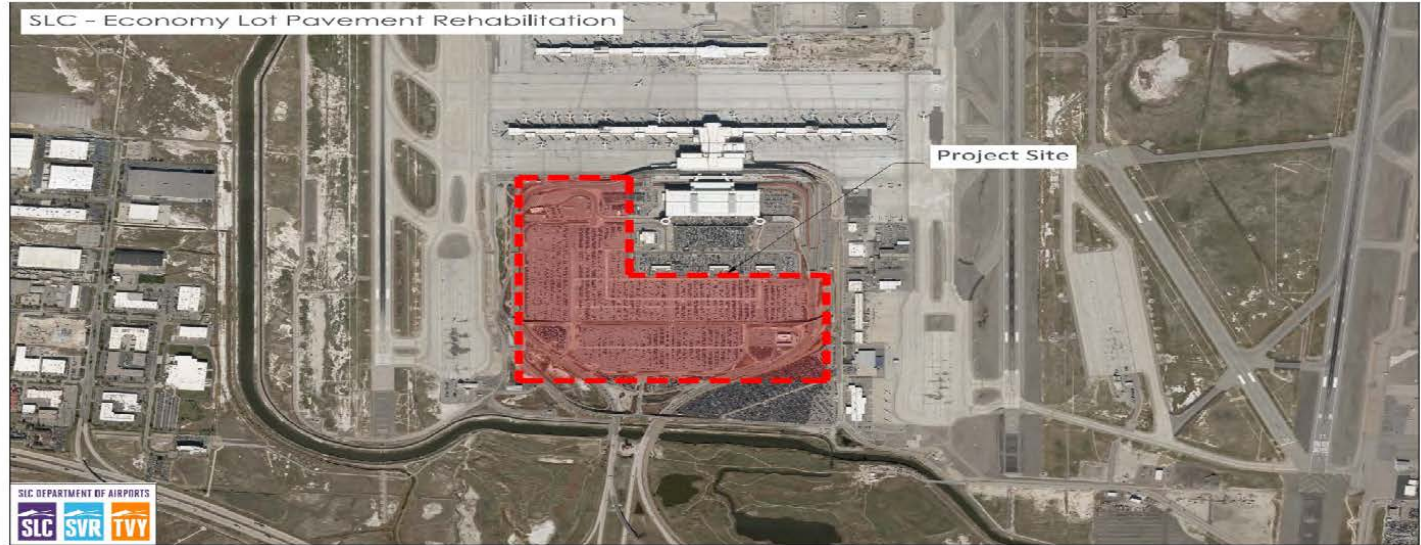 SLC - Economy Lot Pavement Rehabilitation
Project Site
SLC DEPARTMENT OF AIRPORTS
SLC SVR TVY